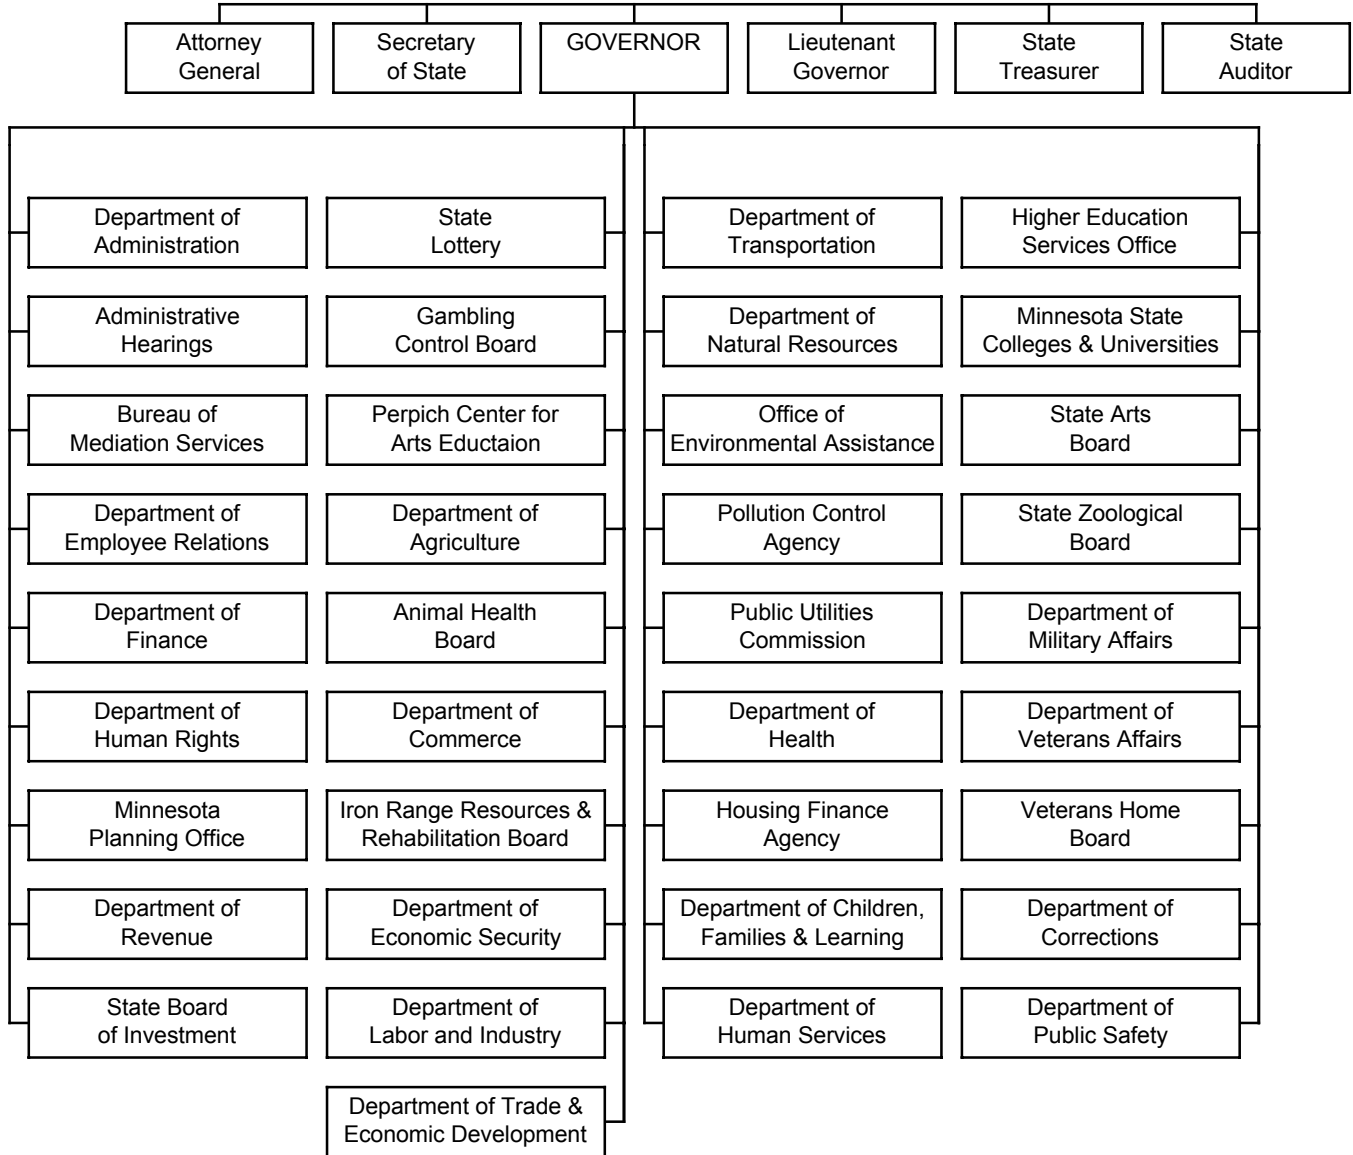 Attorney
General
Secretary
of State
GOVERNOR
Lieutenant
Governor
State
Treasurer
State
Auditor
Department of
Administration
State
Lottery
Department of
Transportation
Higher Education
Services Office
Administrative
Hearings
Gambling
Control Board
Department of
Natural Resources
Minnesota State
Colleges & Universities
Bureau of
Mediation Services
Perpich Center for
Arts Eductaion
Office of
Environmental Assistance
State Arts
Board
Department of
Employee Relations
Department of
Agriculture
Pollution Control
Agency
State Zoological
Board
Department of
Finance
Animal Health
Board
Public Utilities
Commission
Department of
Military Affairs
Department of
Human Rights
Department of
Commerce
Department of
Health
Department of
Veterans Affairs
Minnesota
Planning Office
Iron Range Resources &
Rehabilitation Board
Housing Finance
Agency
Veterans Home
Board
Department of
Revenue
Department of
Economic Security
Department of Children,
Families & Learning
Department of
Corrections
State Board
of Investment
Department of
Labor and Industry
Department of
Human Services
Department of
Public Safety
Department of Trade &
Economic Development